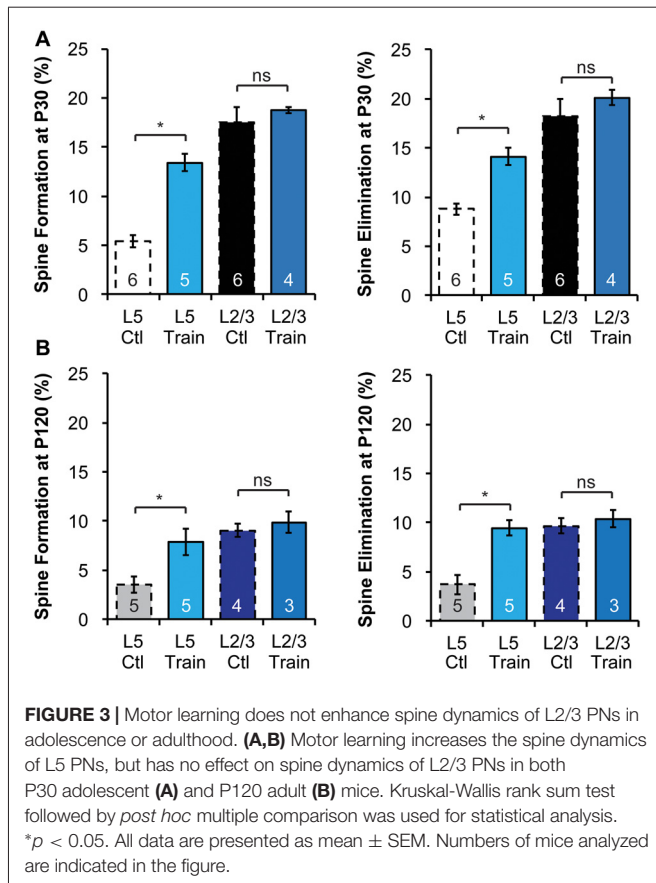 A
Spine Formation at P30 (%)
25
20
15
10
5
0
*
ns
6
5
6
4
L5 Ctl
L5 Train
L2/3 Ctl
L2/3 Train
Spine Elimination at P30 (%)
25
20
15
10
5
0
*
ns
6
5
6
4
L5 Ctl
L5 Train
L2/3 Ctl
L2/3 Train
B
Spine Formation at P120 (%)
25
20
15
10
5
0
*
ns
5
5
4
3
L5 Ctl
L5 Train
L2/3 Ctl
L2/3 Train
Spine Elimination at P120 (%)
25
20
15
10
5
0
*
ns
5
5
4
3
L5 Ctl
L5 Train
L2/3 Ctl
L2/3 Train
FIGURE 3 | Motor learning does not enhance spine dynamics of L2/3 PNs in
adolescence or adulthood. (A,B) Motor learning increases the spine dynamics
of L5 PNs, but has no effect on spine dynamics of L2/3 PNs in both
P30 adolescent (A) and P120 adult (B) mice. Kruskal-Wallis rank sum test
followed by post hoc multiple comparison was used for statistical analysis.
*p < 0.05. All data are presented as mean ± SEM. Numbers of mice analyzed
are indicated in the figure.